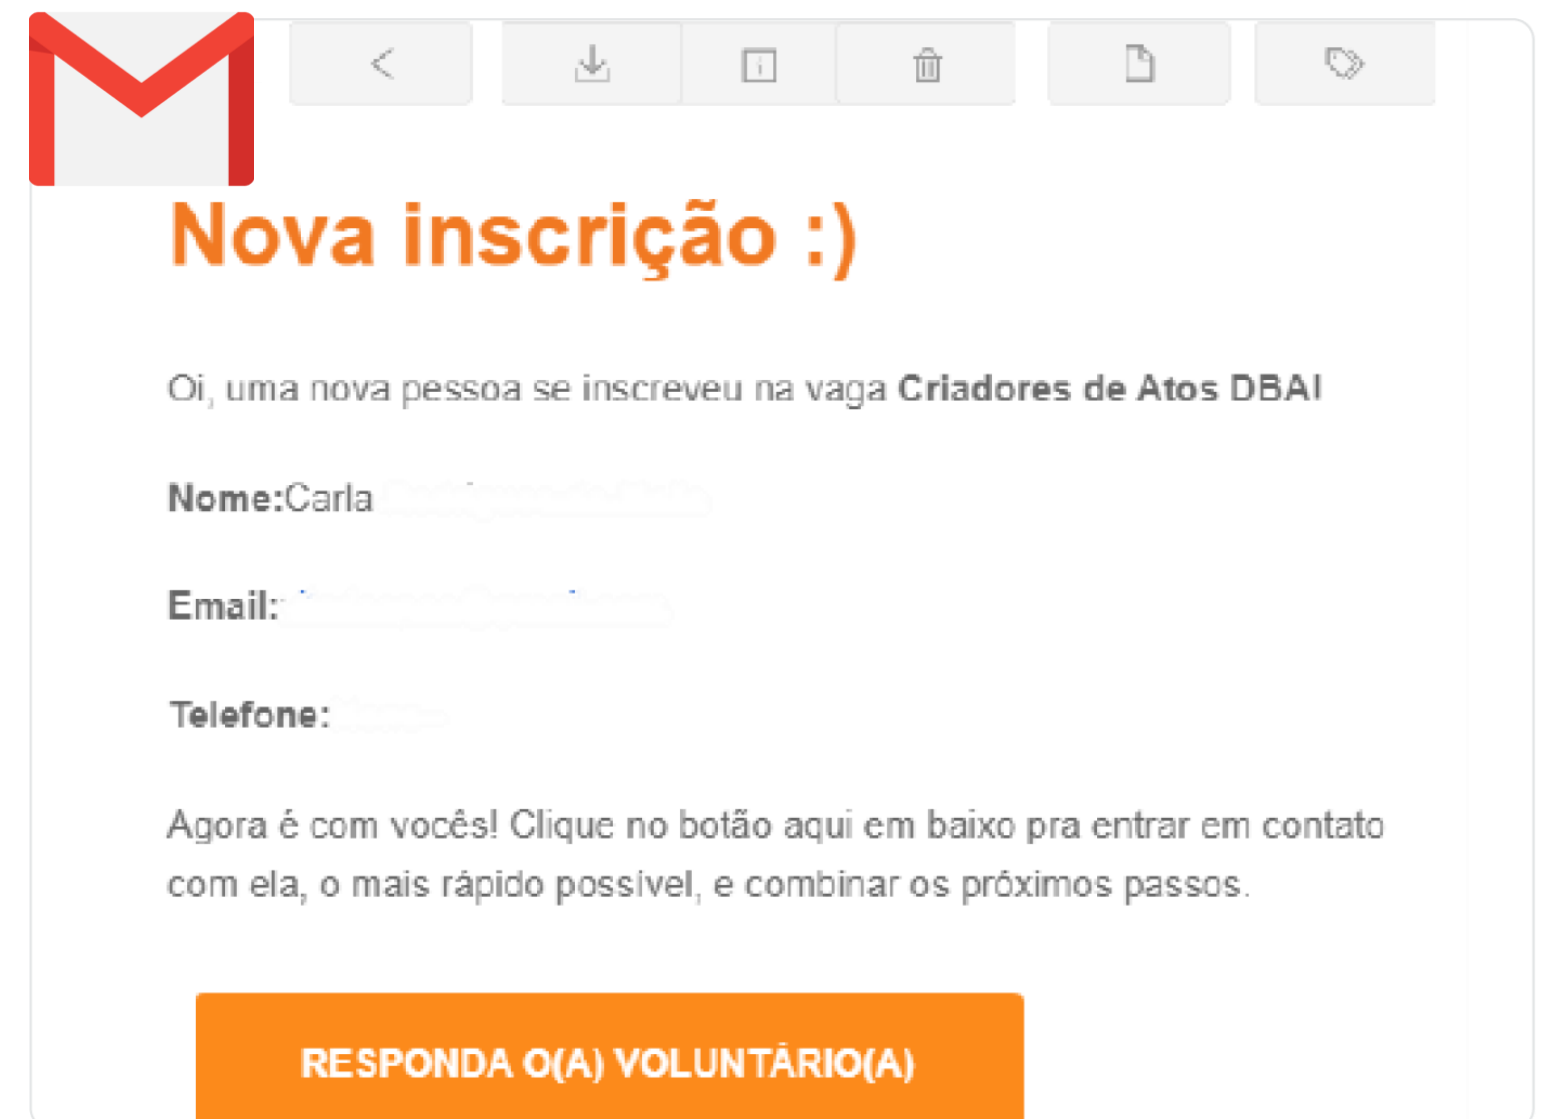 Nova inscrição :)
Oi, uma nova pessoa se inscreveu na vaga Criadores de Atos DBAI
Nome:Carla
Email:
Telefone:
Agora é com vocês! Clique no botão aqui em baixo pra entrar em contato
com ela, o mais rápido possível, e combinar os próximos passos.
RESPONDA O(A) VOLUNTÁRIO(A)